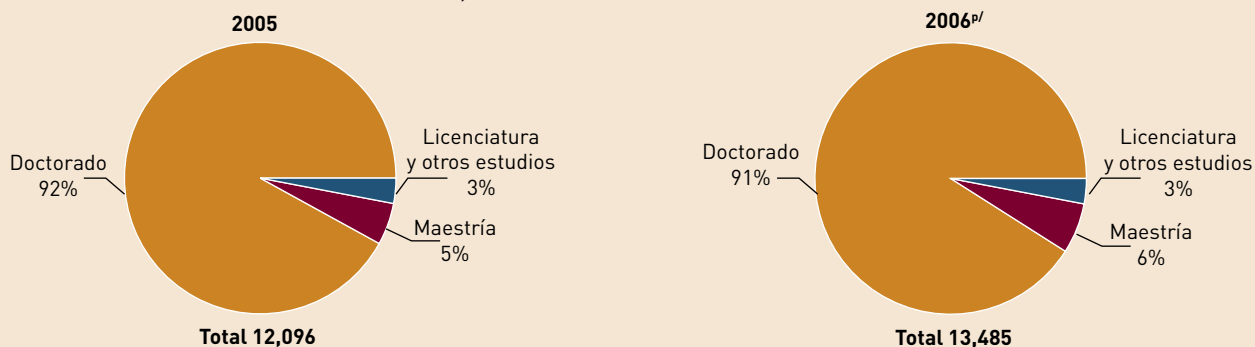 2005
Doctorado
92%
Licenciatura
y otros estudios
3%
Maestría
5%
Total 12,096
2006p/
Doctorado
91%
Licenciatura
y otros estudios
3%
Maestría
6%
Total 13,485